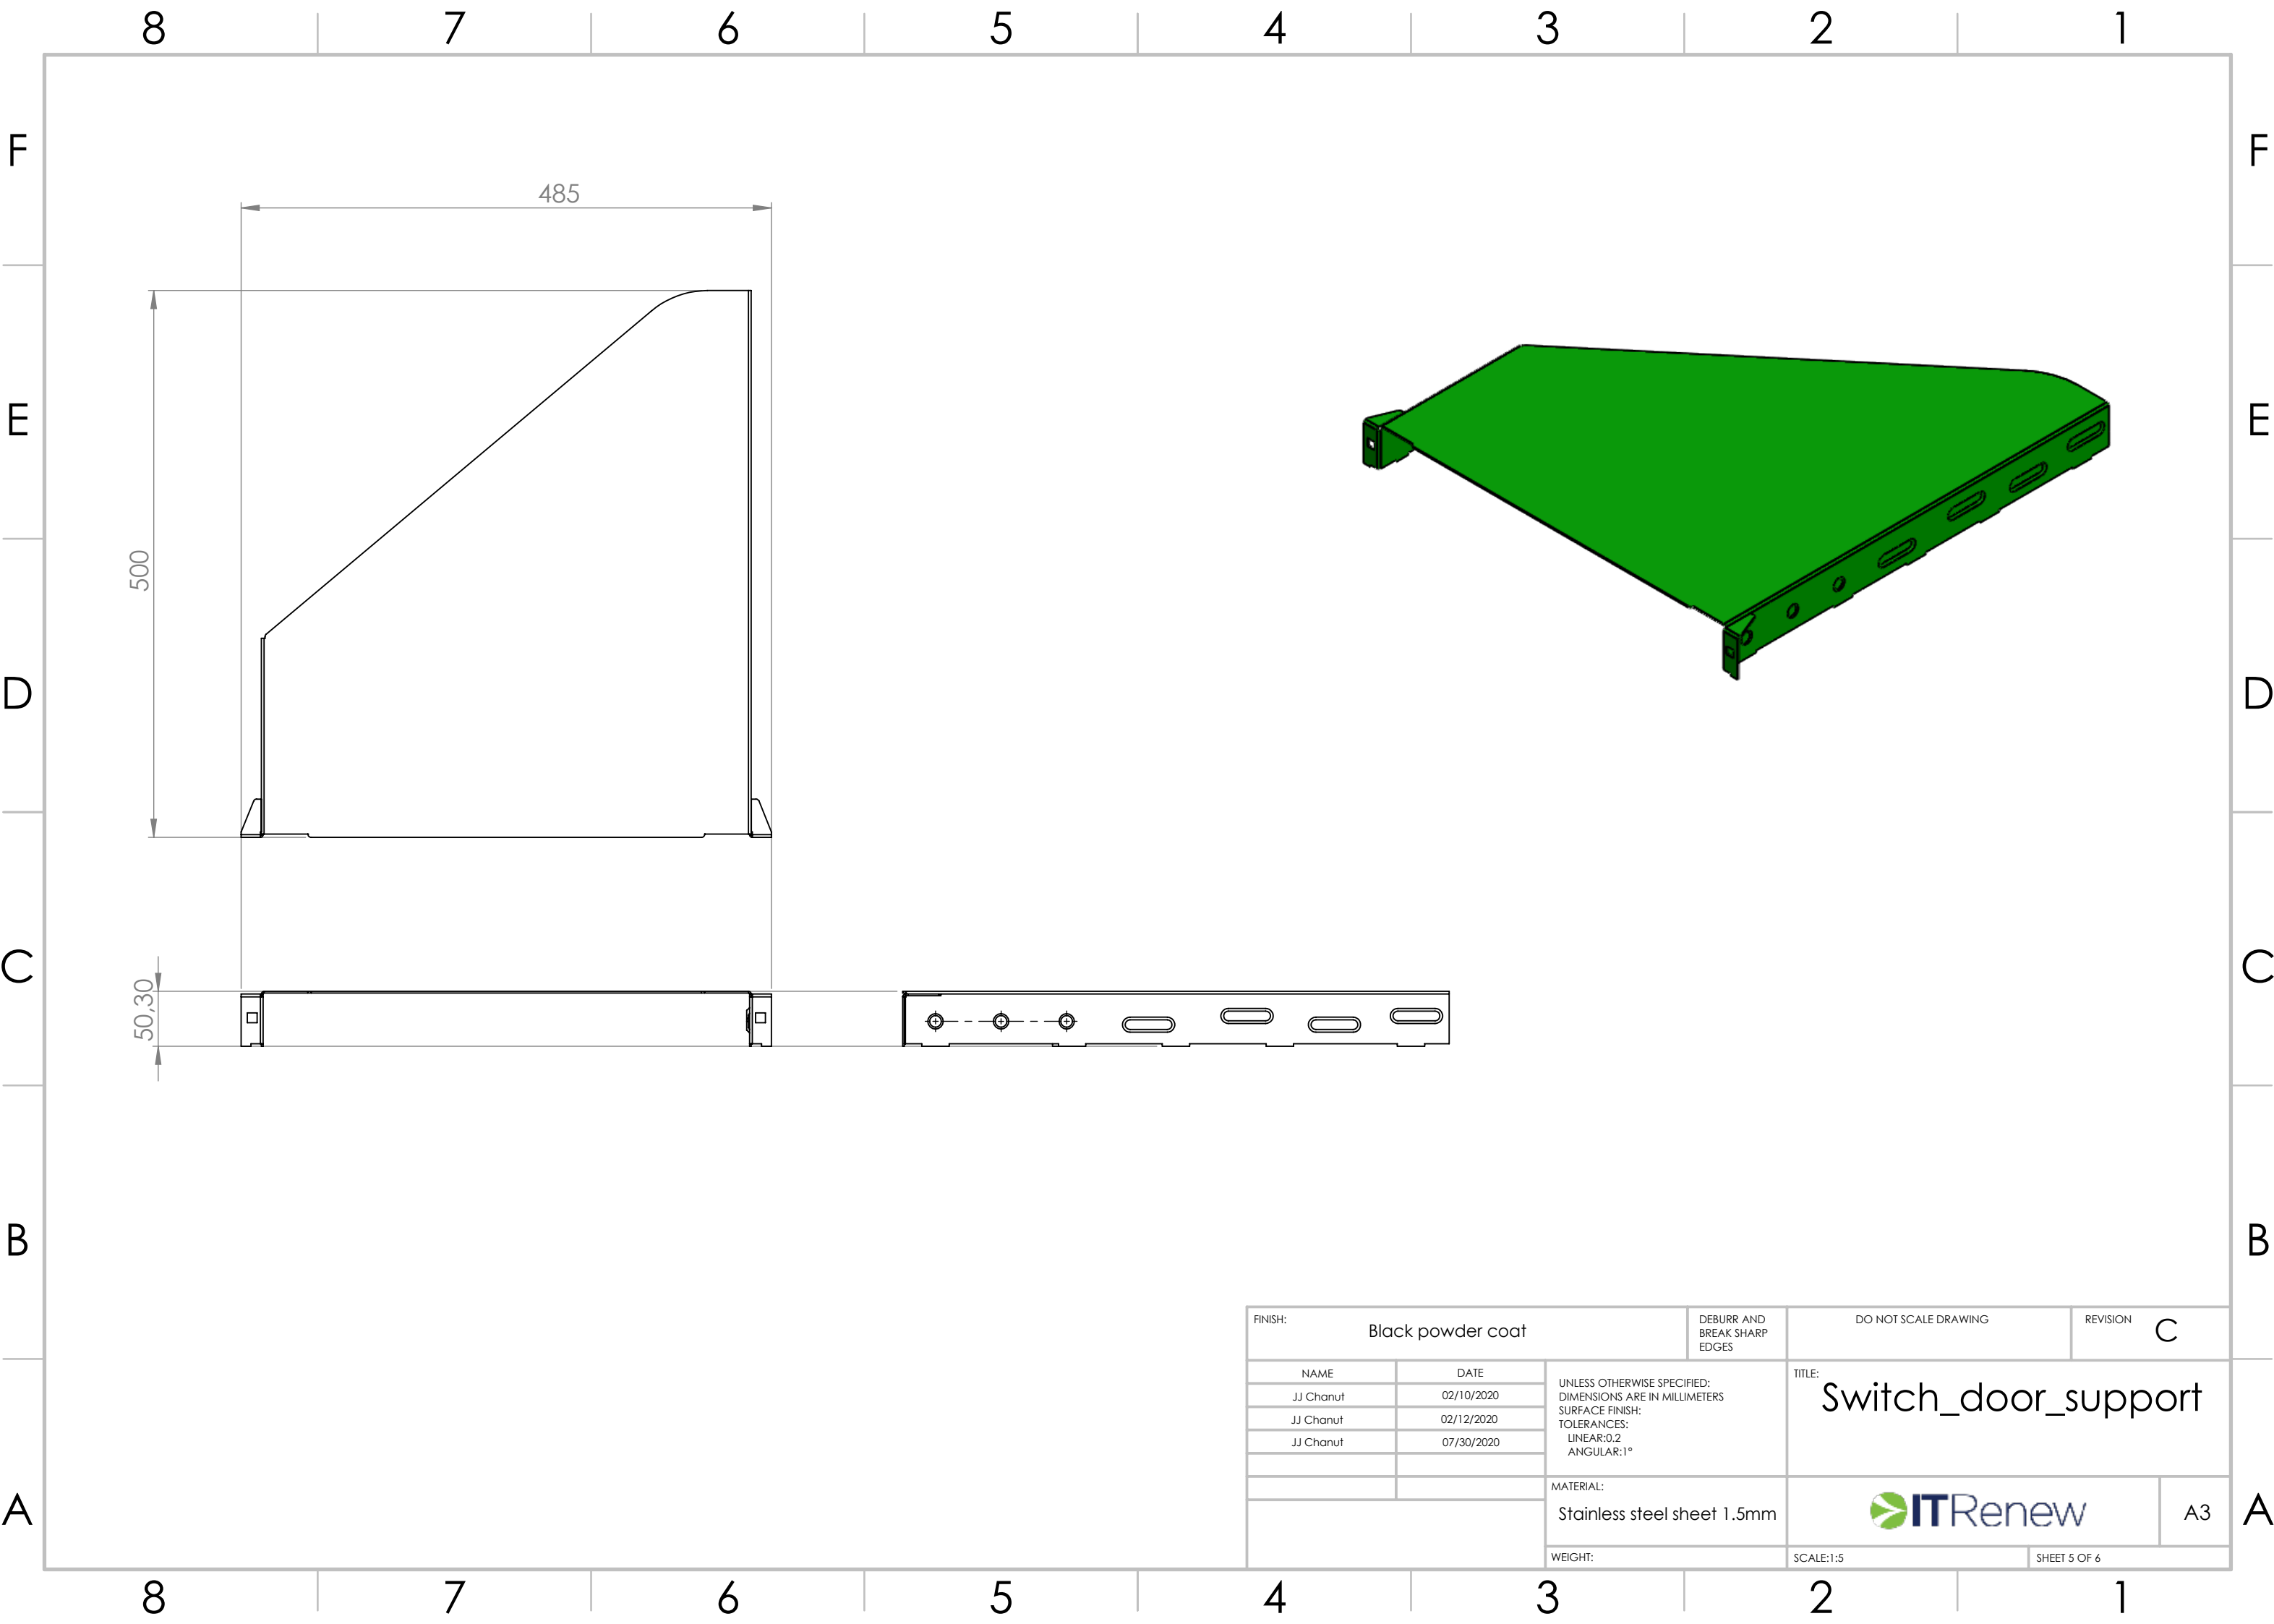 8 7 6 5 4 3 2 1
F F
485
E E
500
D D
C C
50,30
B B
FINISH:
Black powder coat
DEBURR AND
BREAK SHARP
EDGES
DO NOT SCALE DRAWING
REVISION
C
NAME DATE
JJ Chanut 02/10/2020
JJ Chanut 02/12/2020
JJ Chanut 07/30/2020
UNLESS OTHERWISE SPECIFIED:
DIMENSIONS ARE IN MILLIMETERS
SURFACE FINISH:
TOLERANCES:
LINEAR:0.2
ANGULAR:1°
TITLE:
Switch_door_support
MATERIAL:
Stainless steel sheet 1.5mm
ITRenew
A3
A A
WEIGHT:
SCALE:1:5
SHEET 5 OF 6
8 7 6 5 4 3 2 1